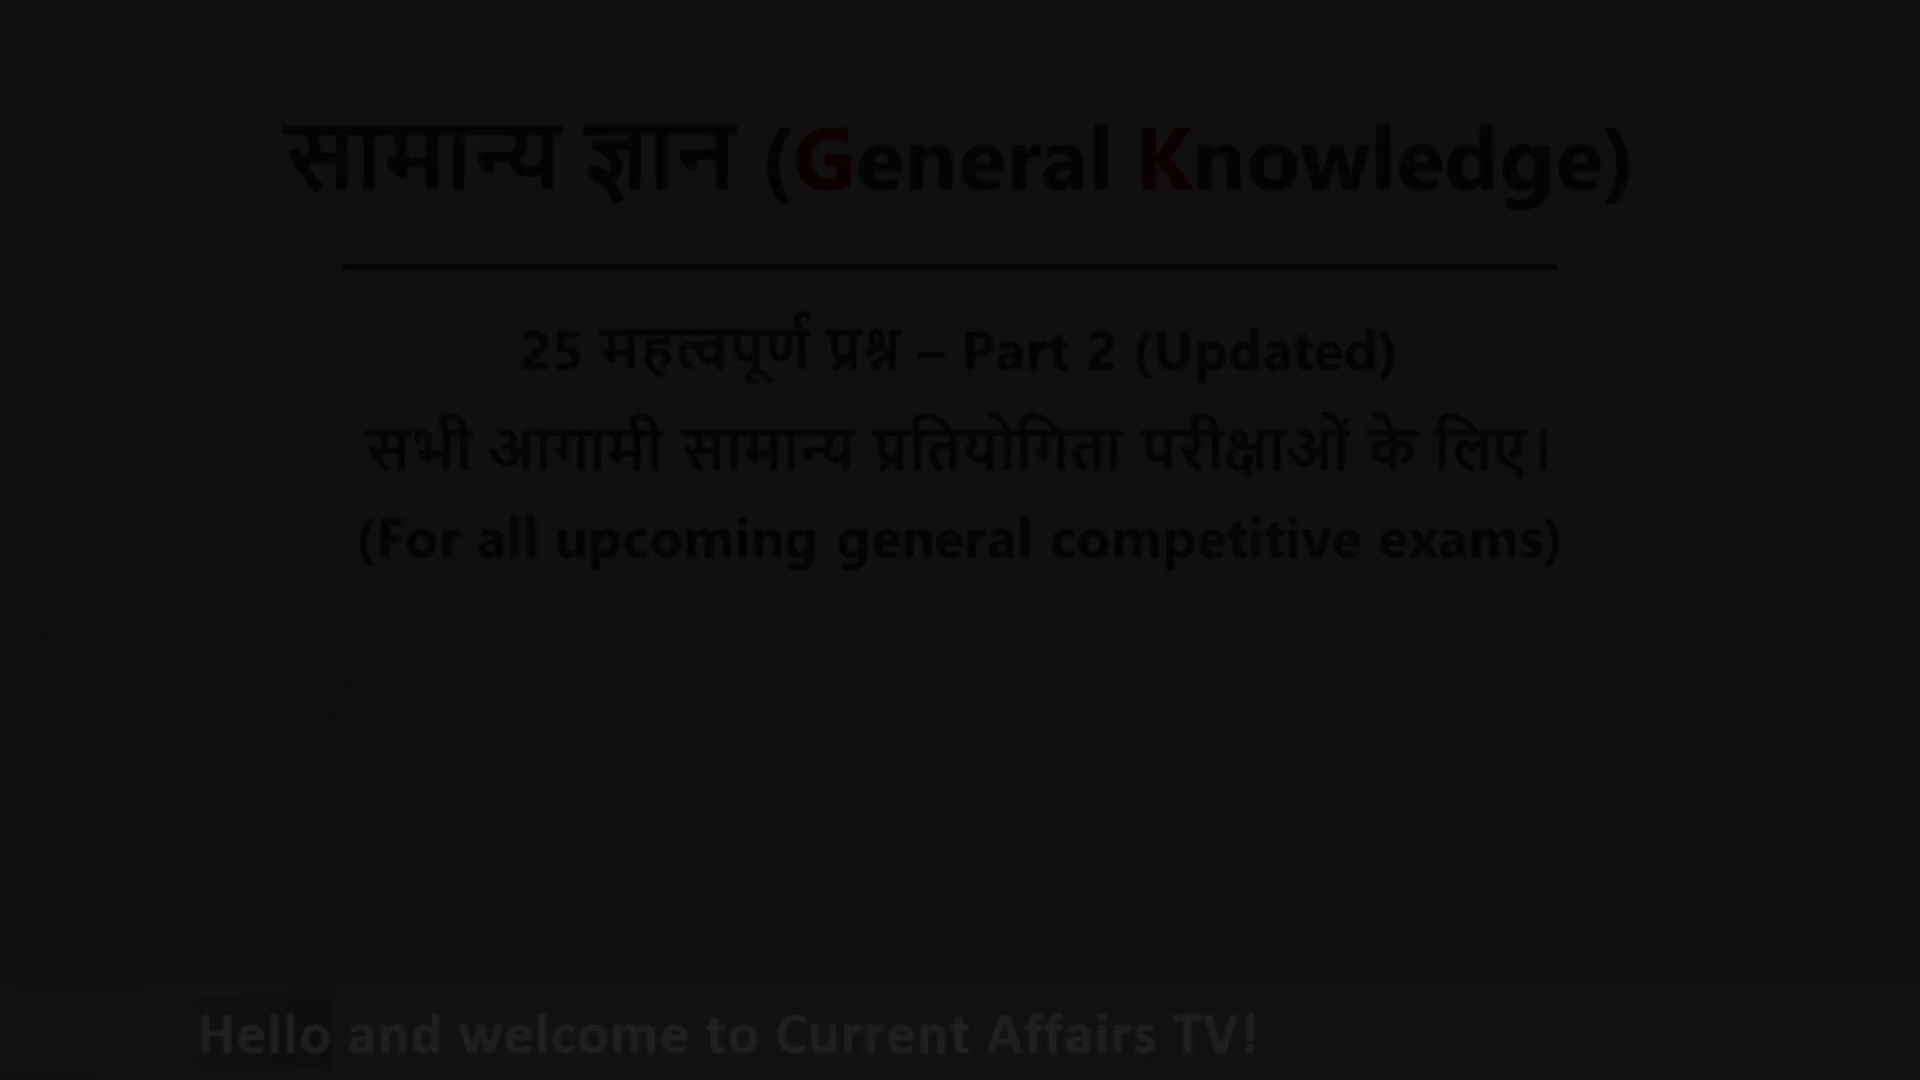 सामान्य ज्ञान (General Knowledge)
25 महत्वपूर्ण प्रश्न – Part 2 (Updated)
सभी आगामी सामान्य प्रतियोगिता परीक्षाओं के लिए।
(For all upcoming general competitive exams)
Hello and welcome to Current Affairs TV!